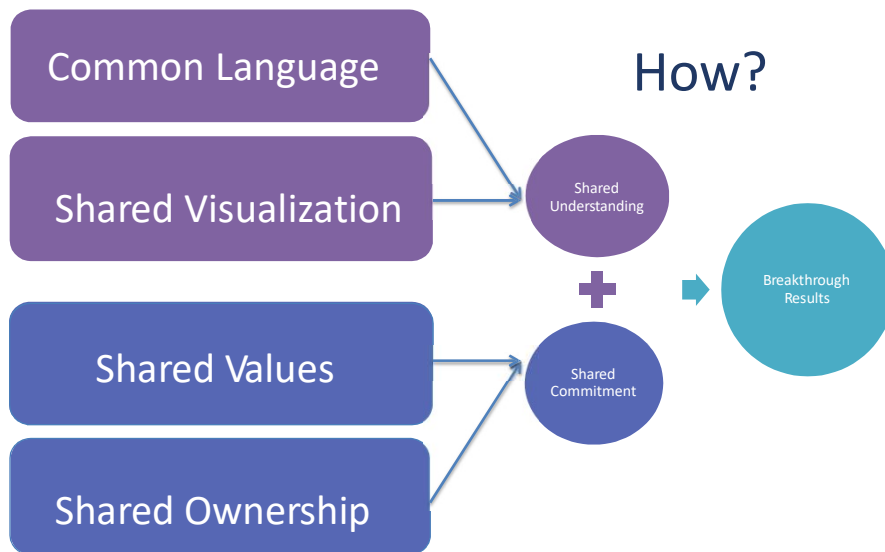 Common Language
How?
Shared Visualization
Shared
Understanding
Breakthrough
Results
Shared Values
Shared
Commitment
Shared Ownership